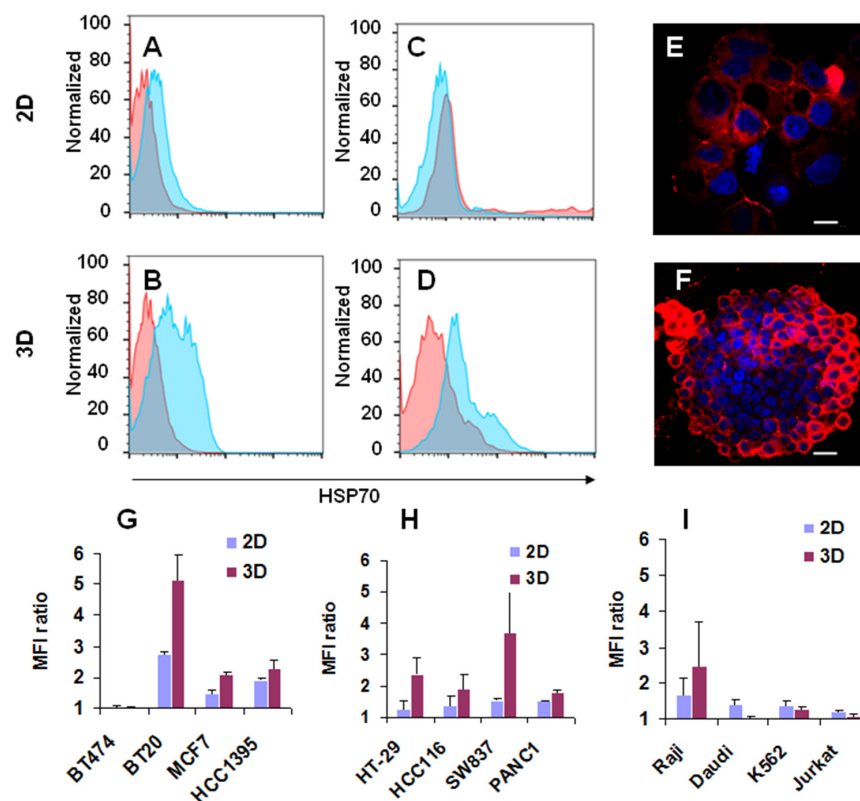 2D
A
Normalized
100
80
60
40
20
0
C
Normalized
100
80
60
40
20
0
E
3D
B
Normalized
100
80
60
40
20
0
D
Normalized
100
80
60
40
20
0
F
HSP70
G
2D
3D
MFI ratio
6
5
4
3
2
1
BT474
BT20
MCF7
HCC1395
H
2D
3D
MFI ratio
6
5
4
3
2
1
HT-29
HCC116
SW837
PANC1
I
2D
3D
MFI ratio
6
5
4
3
2
1
Raji
Daudi
K562
Jurkat